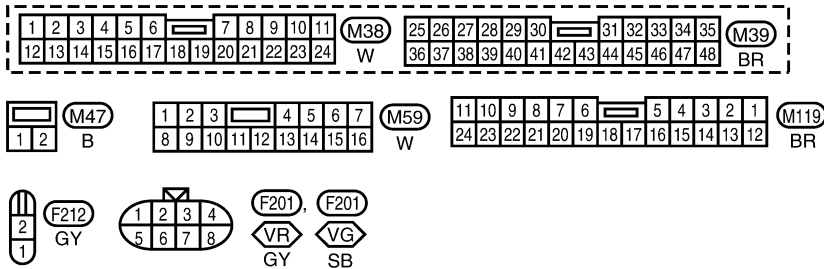 1 2 3 4 5 6 7 8 9 10 11
12 13 14 15 16 17 18 19 20 21 22 23 24
M38
W
25 26 27 28 29 30 31 32 33 34 35
36 37 38 39 40 41 42 43 44 45 46 47 48
M39
BR
1 2
M47
B
1 2 3 4 5 6 7
8 9 10 11 12 13 14 15 16
M59
W
11 10 9 8 7 6 5 4 3 2 1
24 23 22 21 20 19 18 17 16 15 14 13 12
M119
BR
2
1
F212
GY
1 2 3 4
5 6 7 8
F201, F201
VR VG
GY SB